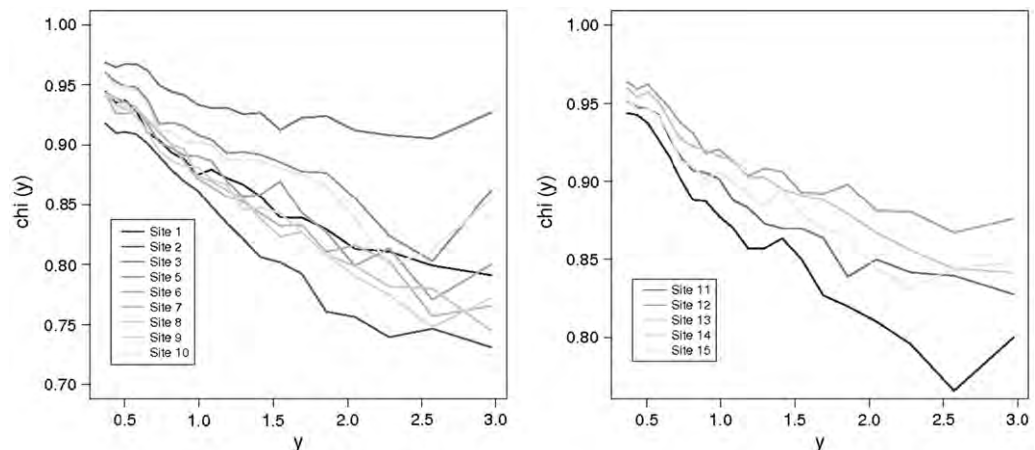 1.00
0.95
0.90
0.85
0.80
0.75
0.70
chi (y)
Site 1
Site 2
Site 3
Site 5
Site 6
Site 7
Site 8
Site 9
Site 10
0.5
1.0
1.5
2.0
2.5
3.0
y
1.00
0.95
0.90
0.85
0.80
chi (y)
Site 11
Site 12
Site 13
Site 14
Site 15
0.5
1.0
1.5
2.0
2.5
3.0
y